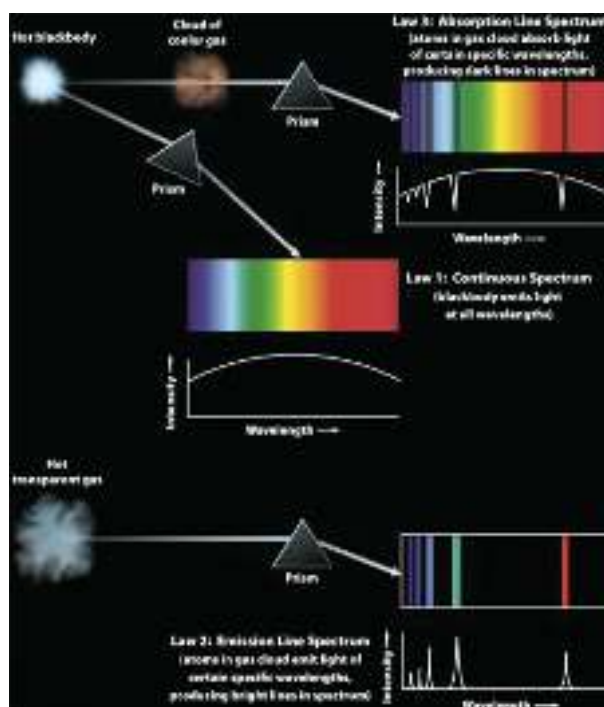 Hot blackbody
Cloud of
cooler gas
Prism
Law 3: Absorption Line Spectrum
(atoms in gas cloud absorb light
of certain specific wavelengths,
producing dark lines in spectrum)
Intensity
Wavelength
Prism
Law 1: Continuous Spectrum
(blackbody emits light
at all wavelengths)
Intensity
Wavelength
Hot
transparent gas
Prism
Law 2: Emission Line Spectrum
(atoms in gas cloud emit light of
certain specific wavelengths,
producing bright lines in spectrum)
Intensity
Wavelength